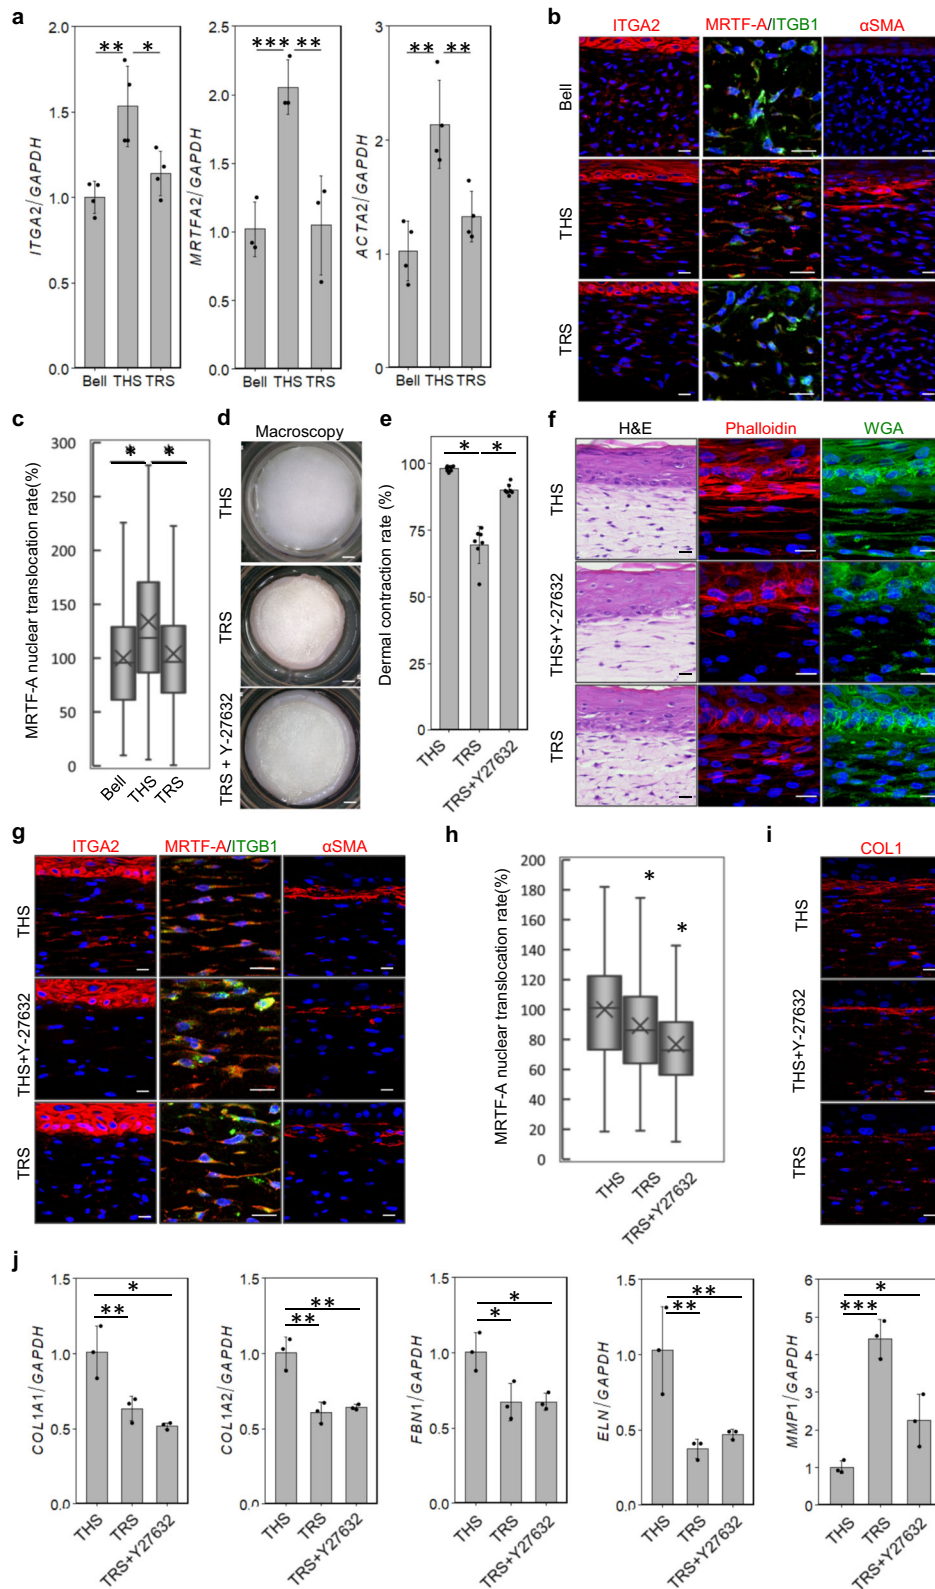 a
ITGA2/GAPDH
2.0
1.5
1.0
0.5
0.0
** *
Bell THS TRS
MRTFA2/GAPDH
2.5
2.0
1.5
1.0
0.5
0.0
*** **
Bell THS TRS
ACTA2/GAPDH
3
2
1
0
** **
Bell THS TRS
b
ITGA2 MRTF-A/ITGB1 αSMA
Bell
THS
TRS
c
MRTF-A nuclear translocation rate(%)
300
250
200
150
100
50
0
* *
Bell THS TRS
d
Macroscopy
THS
TRS
TRS + Y-27632
e
Dermal contraction rate (%)
100
75
50
25
0
* *
THS TRS TRS+Y27632
f
H&E Phalloidin WGA
THS
THS+Y-27632
TRS
g
ITGA2 MRTF-A/ITGB1 αSMA
THS
THS+Y-27632
TRS
h
MRTF-A nuclear translocation rate(%)
200
180
160
140
120
100
80
60
40
20
0
*
*
THS TRS TRS+Y27632
i
COL1
THS
THS+Y-27632
TRS
j
COL1A1/GAPDH
1.5
1.0
0.5
0.0
*
**
THS TRS TRS+Y27632
COL1A2/GAPDH
1.5
1.0
0.5
0.0
**
**
THS TRS TRS+Y27632
FBN1/GAPDH
1.5
1.0
0.5
0.0
*
*
THS TRS TRS+Y27632
ELN/GAPDH
1.5
1.0
0.5
0.0
**
**
THS TRS TRS+Y27632
MMP1/GAPDH
6
5
4
3
2
1
0
*
***
THS TRS TRS+Y27632